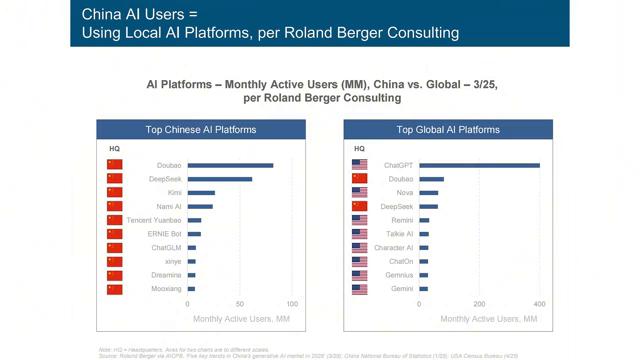 China AI Users =
Using Local AI Platforms, per Roland Berger Consulting
AI Platforms – Monthly Active Users (MM), China vs. Global – 3/25,
per Roland Berger Consulting
Top Chinese AI Platforms
HQ
Doubao
DeepSeek
Kimi
Nami AI
Tencent Yuanbao
ERNIE Bot
ChatGLM
xinye
Dreamina
Mooxiang
0 50 100
Monthly Active Users, MM
Top Global AI Platforms
HQ
ChatGPT
Doubao
Nova
DeepSeek
Remini
Talkie AI
Character AI
ChatOn
Gemnius
Gemini
0 200 400
Monthly Active Users, MM
Note: HQ = Headquarters. Axes for two charts are to different scales.
Source: Roland Berger via AICPB, 'Five key trends in China's generative AI market in 2025' (3/25), China National Bureau of Statistics (1/25), USA Census Bureau (4/25)